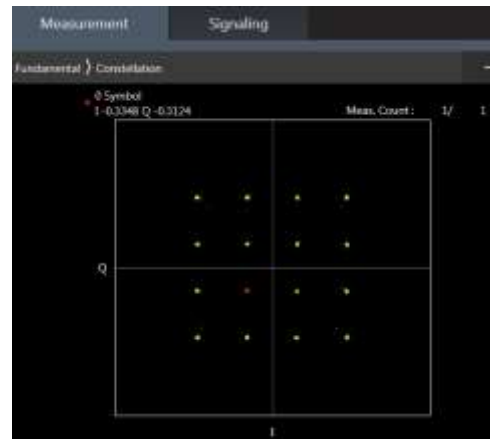 Measurement Signaling
Fundamental Constellation
0 Symbol
I -0.3348 Q -0.3124 Meas. Count : 1/ 1
Q
I